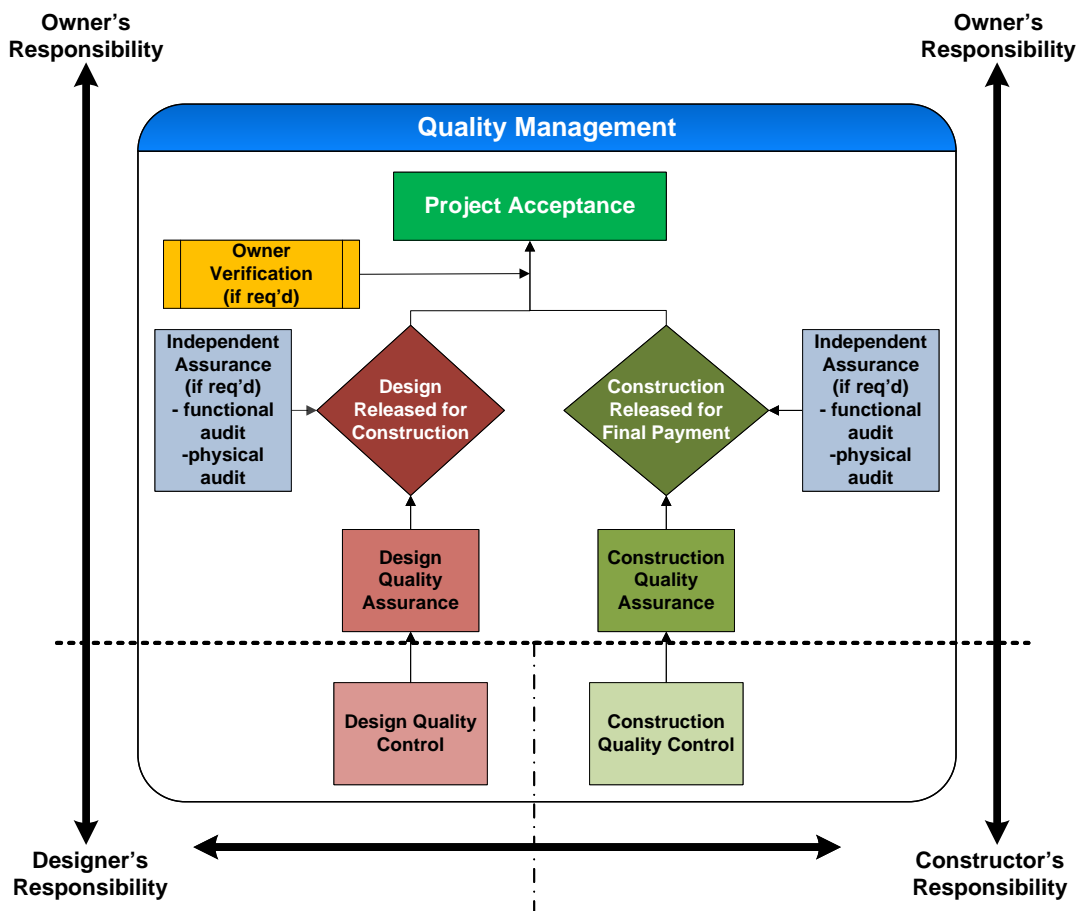 Owner's
Responsibility
Owner's
Responsibility
Quality Management
Project Acceptance
Owner
Verification
(if req'd)
Independent
Assurance
(if req'd)
- functional
audit
-physical
audit
Design
Released for
Construction
Construction
Released for
Final Payment
Independent
Assurance
(if req'd)
- functional
audit
-physical
audit
Design
Quality
Assurance
Construction
Quality
Assurance
Design Quality
Control
Construction
Quality Control
Designer's
Responsibility
Constructor's
Responsibility